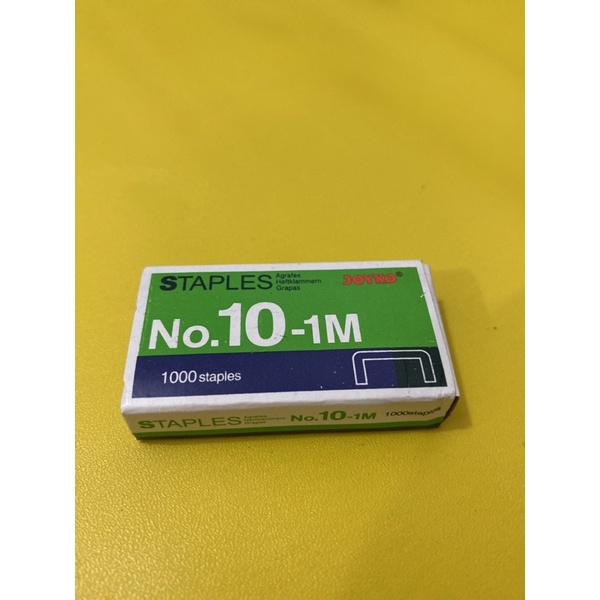 STAPLES
Agrafes
Heftklammern
Grapas
JOYKO®
No.10-1M
1000 staples
STAPLES
Agrafes
Heftklammern
Grapas
No.10-1M
1000staples